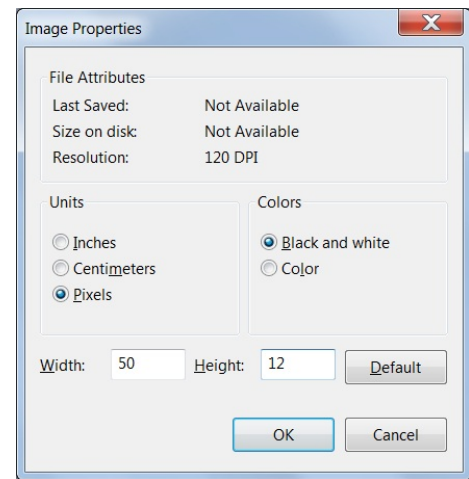 Image Properties
File Attributes
Last Saved: Not Available
Size on disk: Not Available
Resolution: 120 DPI
Units
Inches
Centimeters
Pixels
Colors
Black and white
Color
Width: 50 Height: 12 Default
OK Cancel